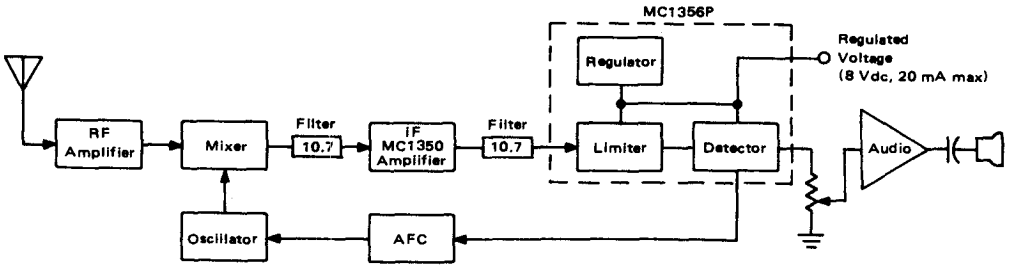 MC1356P
Regulator
Regulated
Voltage
(8 Vdc, 20 mA max)
RF
Amplifier
Mixer
Filter
10.7
IF
MC1350
Amplifier
Filter
10.7
Limiter
Detector
Audio
Oscillator
AFC